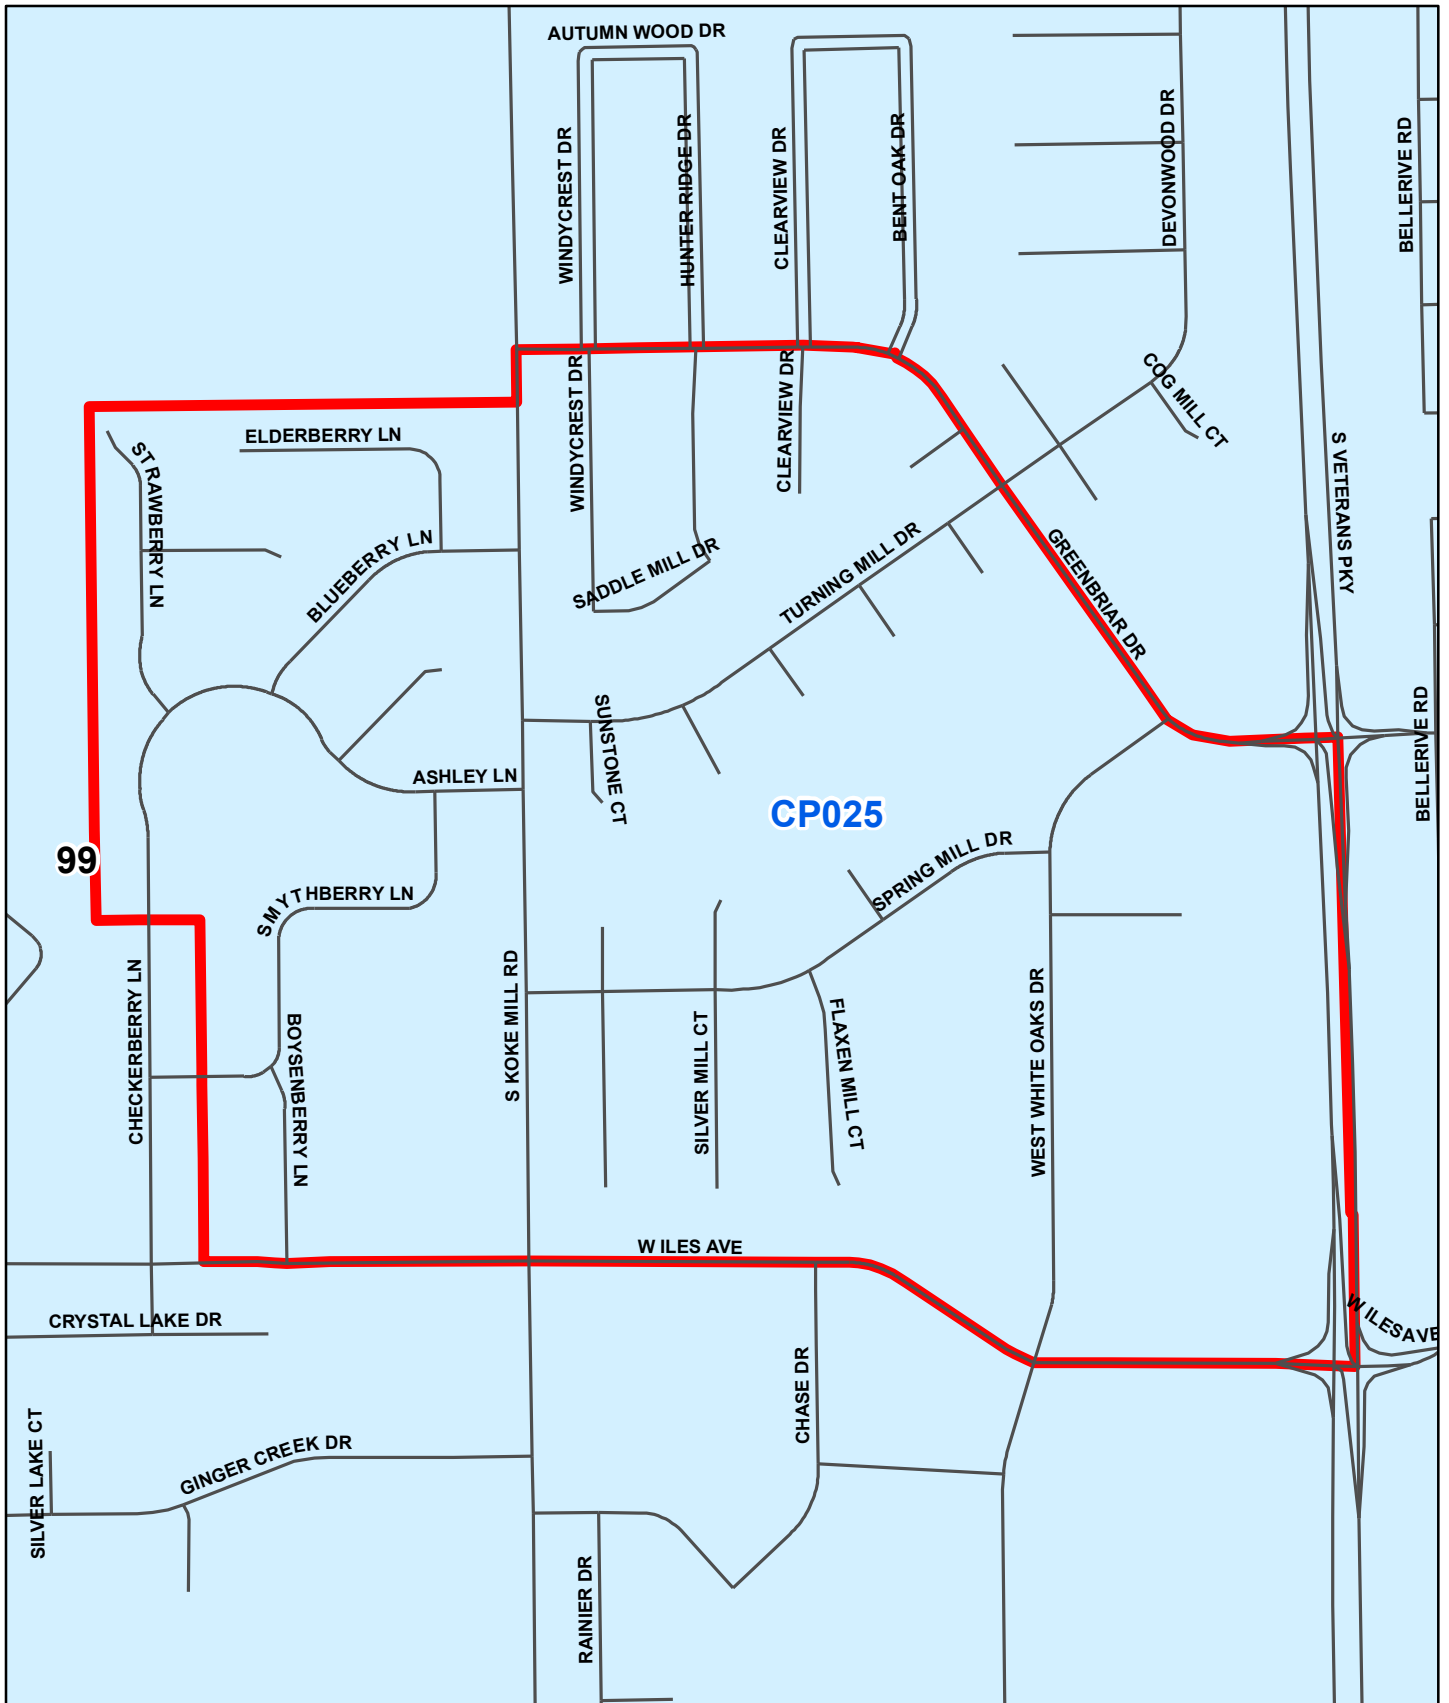 AUTUMN WOOD DR
WINDYCREST DR
HUNTER RIDGE DR
CLEARVIEW DR
BENT OAK DR
DEVONWOOD DR
BELLERIVE RD
WINDYCREST DR
CLEARVIEW DR
COG MILL CT
ELDERBERRY LN
STRAWBERRY LN
S VETERANS PKY
BLUEBERRY LN
SADDLE MILL DR
TURNING MILL DR
GREENBRIAR DR
SUNSTONE CT
BELLERIVE RD
ASHLEY LN
CP025
99
SPRING MILL DR
SMYTHBERRY LN
CHECKERBERRY LN
BOYSENBERRY LN
S KOKE MILL RD
SILVER MILL CT
FLAXEN MILL CT
WEST WHITE OAKS DR
W ILES AVE
CRYSTAL LAKE DR
W ILES AVE
CHASE DR
SILVER LAKE CT
GINGER CREEK DR
RAINIER DR